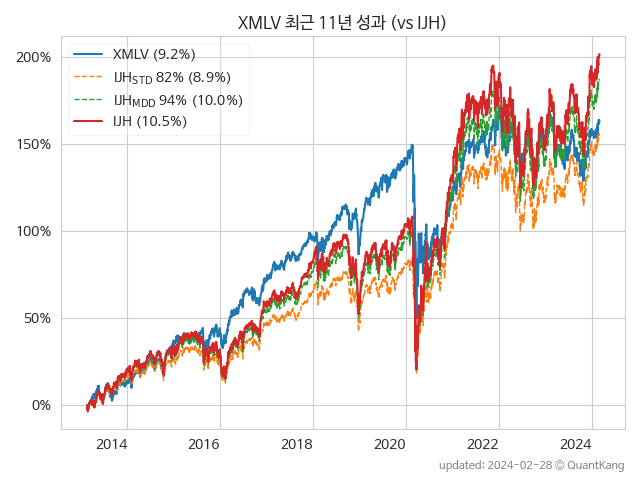 XMLV 최근 11년 성과 (vs IJH)
XMLV (9.2%)
IJH_STD 82% (8.9%)
IJH_MDD 94% (10.0%)
IJH (10.5%)
200%
150%
100%
50%
0%
2014 2016 2018 2020 2022 2024
updated: 2024-02-28 © QuantKang